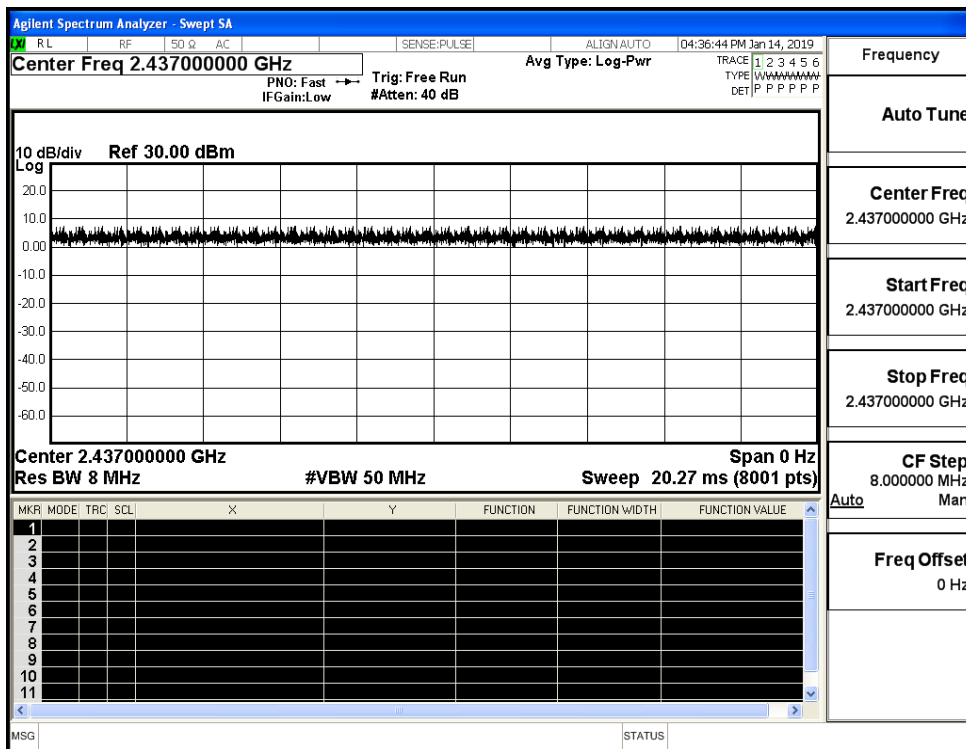 Agilent Spectrum Analyzer - Swept SA
LXI RL RF 50 Ω AC SENSE:PULSE ALIGN AUTO 04:36:44 PM Jan 14, 2019
Center Freq 2.437000000 GHz Avg Type: Log-Pwr TRACE 1 2 3 4 5 6
PNO: Fast Trig: Free Run TYPE WWWWWW
IFGain:Low #Atten: 40 dB DET P P P P P P
10 dB/div Ref 30.00 dBm
Log
20.0
10.0
0.00
-10.0
-20.0
-30.0
-40.0
-50.0
-60.0
Center 2.437000000 GHz Span 0 Hz
Res BW 8 MHz #VBW 50 MHz Sweep 20.27 ms (8001 pts)
MKR MODE TRC SCL X Y FUNCTION FUNCTION WIDTH FUNCTION VALUE
1
2
3
4
5
6
7
8
9
10
11
MSG STATUS
Frequency
Auto Tune
Center Freq
2.437000000 GHz
Start Freq
2.437000000 GHz
Stop Freq
2.437000000 GHz
CF Step
8.000000 MHz
Auto Man
Freq Offset
0 Hz